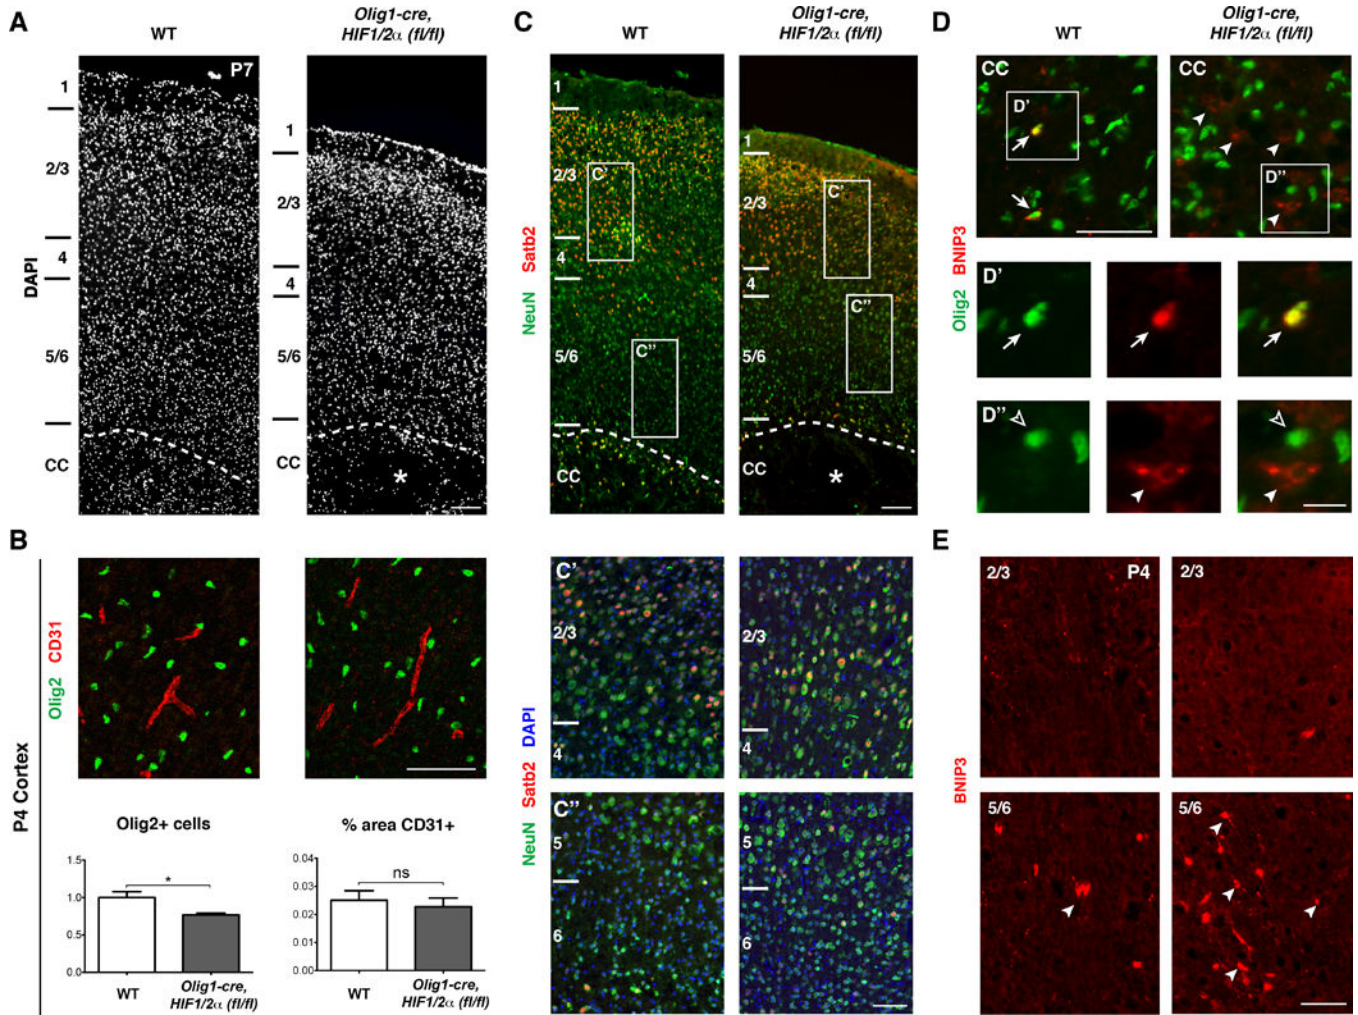 A
WT
Olig1-cre,
HIF1/2α (fl/fl)
P7
DAPI
1
2/3
4
5/6
CC
1
2/3
4
5/6
CC
*
B
P4 Cortex
Olig2 CD31
Olig2+ cells
1.5
1.0
0.5
0.0
*
WT
Olig1-cre,
HIF1/2α (fl/fl)
% area CD31+
0.04
0.03
0.02
0.01
0.00
ns
WT
Olig1-cre,
HIF1/2α (fl/fl)
C
WT
Olig1-cre,
HIF1/2α (fl/fl)
NeuN Satb2
1
2/3
4
5/6
CC
C'
C''
1
2/3
4
5/6
CC
C'
C''
*
NeuN Satb2 DAPI
C'
2/3
4
2/3
4
C''
5
6
5
6
D
WT
Olig1-cre,
HIF1/2α (fl/fl)
Olig2 BNIP3
CC
D'
CC
D''
D'
D''
E
BNIP3
2/3
P4
2/3
5/6
5/6